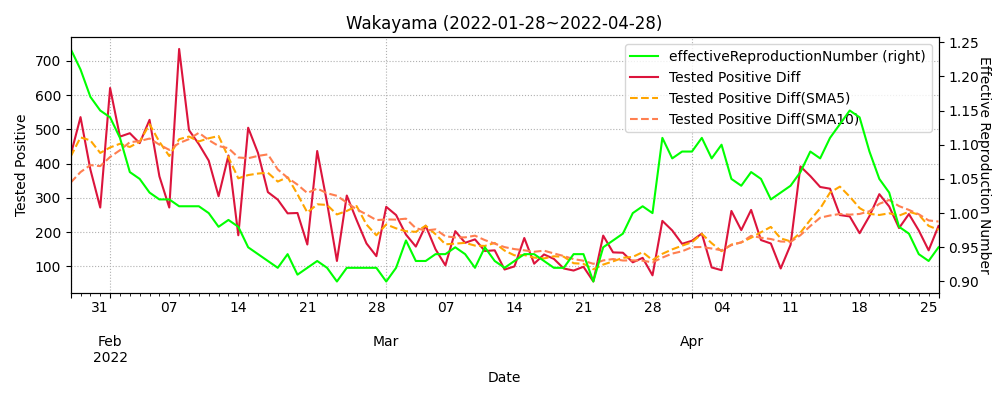 Wakayama (2022-01-28~2022-04-28)
effectiveReproductionNumber (right)
Tested Positive Diff
Tested Positive Diff(SMA5)
Tested Positive Diff(SMA10)
Tested Positive
700
600
500
400
300
200
100
1.25
1.20
1.15
1.10
1.05
1.00
0.95
0.90
Effective Reproduction Number
31 07 14 21 28 07 14 21 28 04 11 18 25
Feb Mar Apr
2022
Date